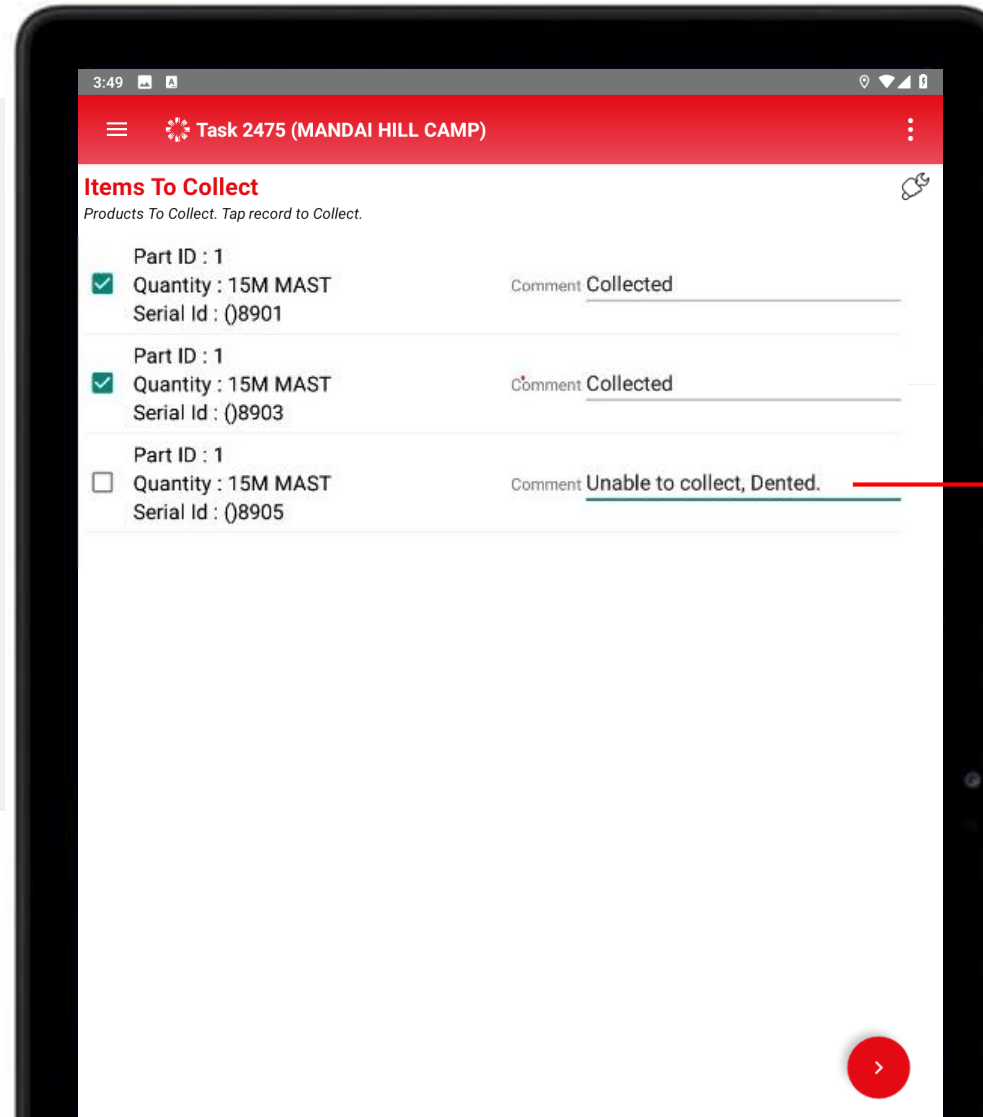 3:49
Task 2475 (MANDAI HILL CAMP)
Items To Collect
Products To Collect. Tap record to Collect.
Part ID : 1
Quantity : 15M MAST
Serial Id : ()8901
Comment Collected
Part ID : 1
Quantity : 15M MAST
Serial Id : ()8903
Comment Collected
Part ID : 1
Quantity : 15M MAST
Serial Id : ()8905
Comment Unable to collect, Dented.